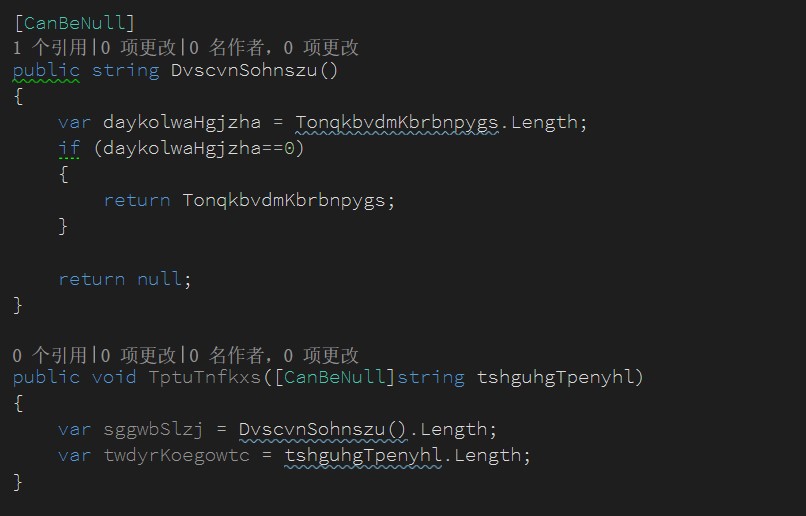 [CanBeNull]
1 个引用|0 项更改|0 名作者，0 项更改
public string DvscvnSohnszu()
{
    var daykolwaHgjzha = TonqkbvdmKbrbnpygs.Length;
    if (daykolwaHgjzha==0)
    {
        return TonqkbvdmKbrbnpygs;
    }

    return null;
}

0 个引用|0 项更改|0 名作者，0 项更改
public void TptuTnfkxs([CanBeNull]string tshguhgTpenyhl)
{
    var sggwbSlzj = DvscvnSohnszu().Length;
    var twdyrKoegowtc = tshguhgTpenyhl.Length;
}